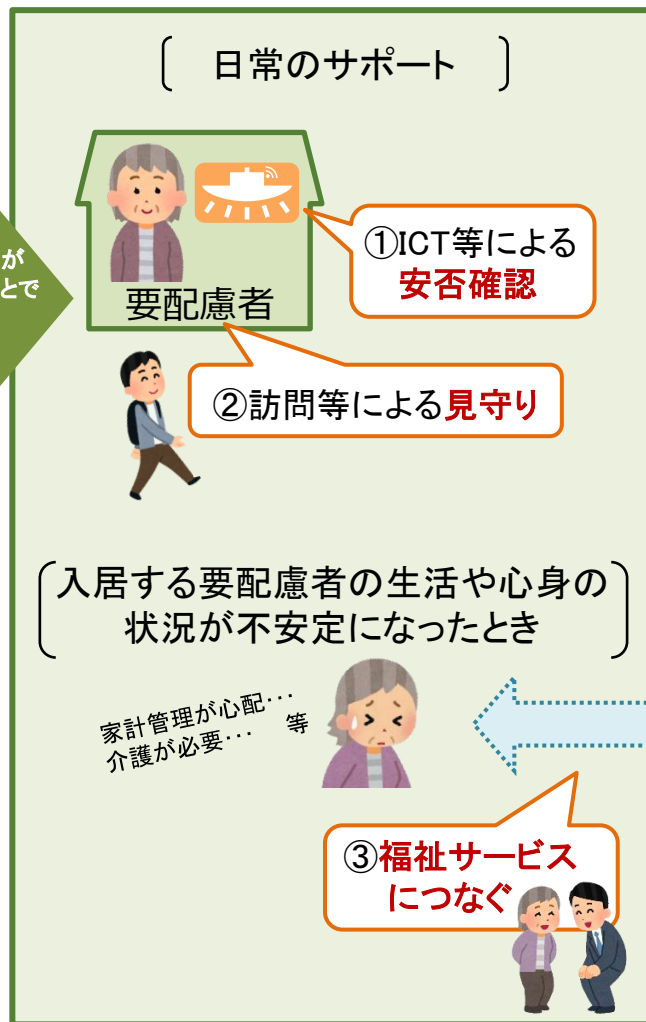 日常のサポート
が
とで
①ICT等による
安否確認
要配慮者
②訪問等による見守り
入居する要配慮者の生活や心身の
状況が不安定になったとき
家計管理が心配･･･
介護が必要･･･ 等
③福祉サービス
につなぐ